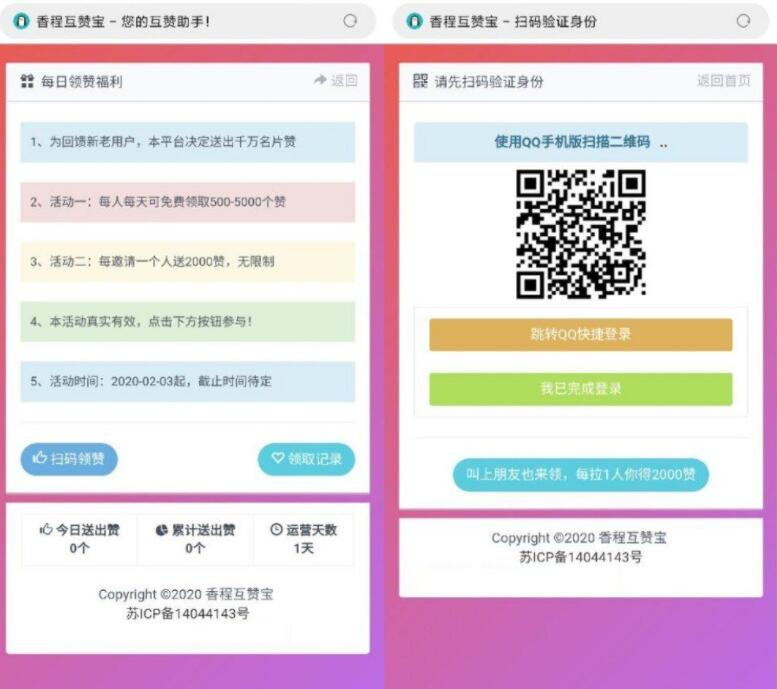 香程互赞宝 - 您的互赞助手!
每日领赞福利
返回
1、为回馈新老用户，本平台决定送出千万名片赞
2、活动一：每人每天可免费领取500-5000个赞
3、活动二：每邀请一个人送2000赞，无限制
4、本活动真实有效，点击下方按钮参与!
5、活动时间：2020-02-03起，截止时间待定
扫码领赞
领取记录
今日送出赞
0个
累计送出赞
0个
运营天数
1天
Copyright ©2020 香程互赞宝
苏ICP备14044143号
香程互赞宝 - 扫码验证身份
请先扫码验证身份
返回首页
使用QQ手机版扫描二维码 ..
跳转QQ快捷登录
我已完成登录
叫上朋友也来领，每拉1人你得2000赞
Copyright ©2020 香程互赞宝
苏ICP备14044143号